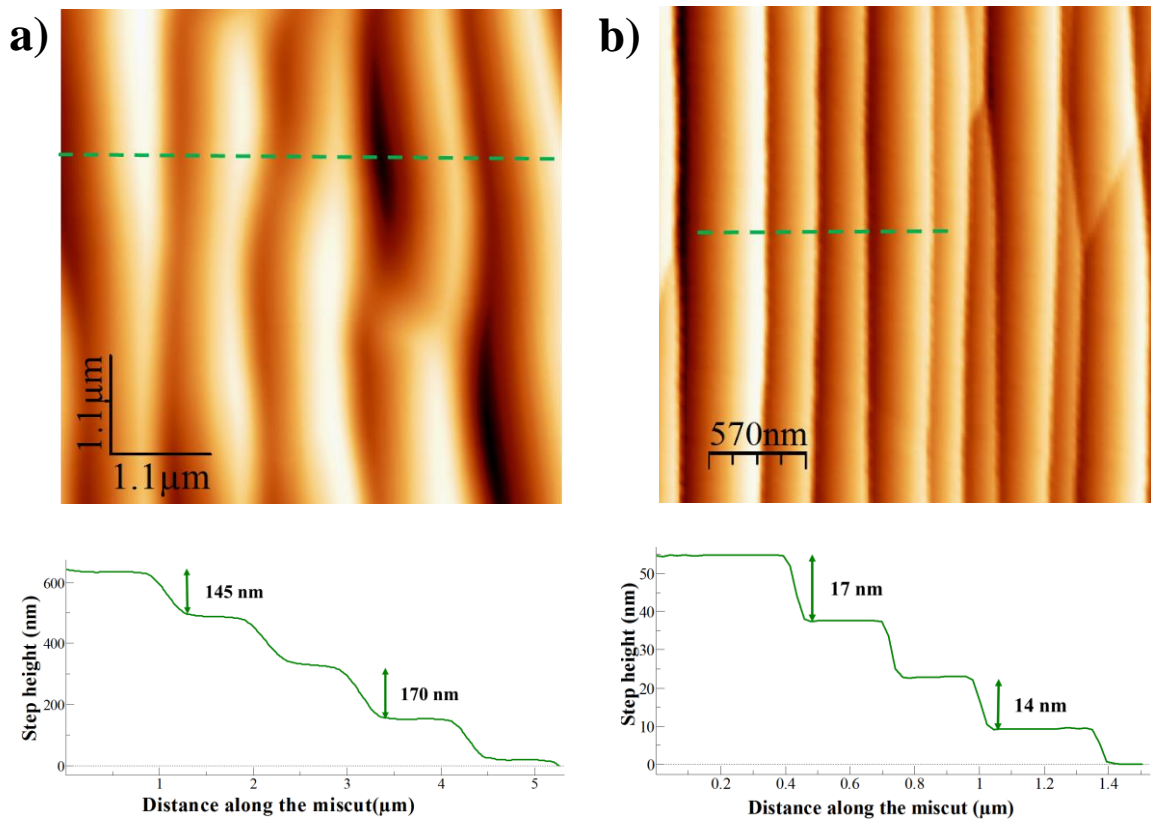 a)
1.1µm
1.1µm
b)
570nm
Step height (nm)
600
400
200
0
145 nm
170 nm
1
2
3
4
5
Distance along the miscut(µm)
Step height (nm)
50
40
30
20
10
0
17 nm
14 nm
0.2
0.4
0.6
0.8
1
1.2
1.4
Distance along the miscut (µm)